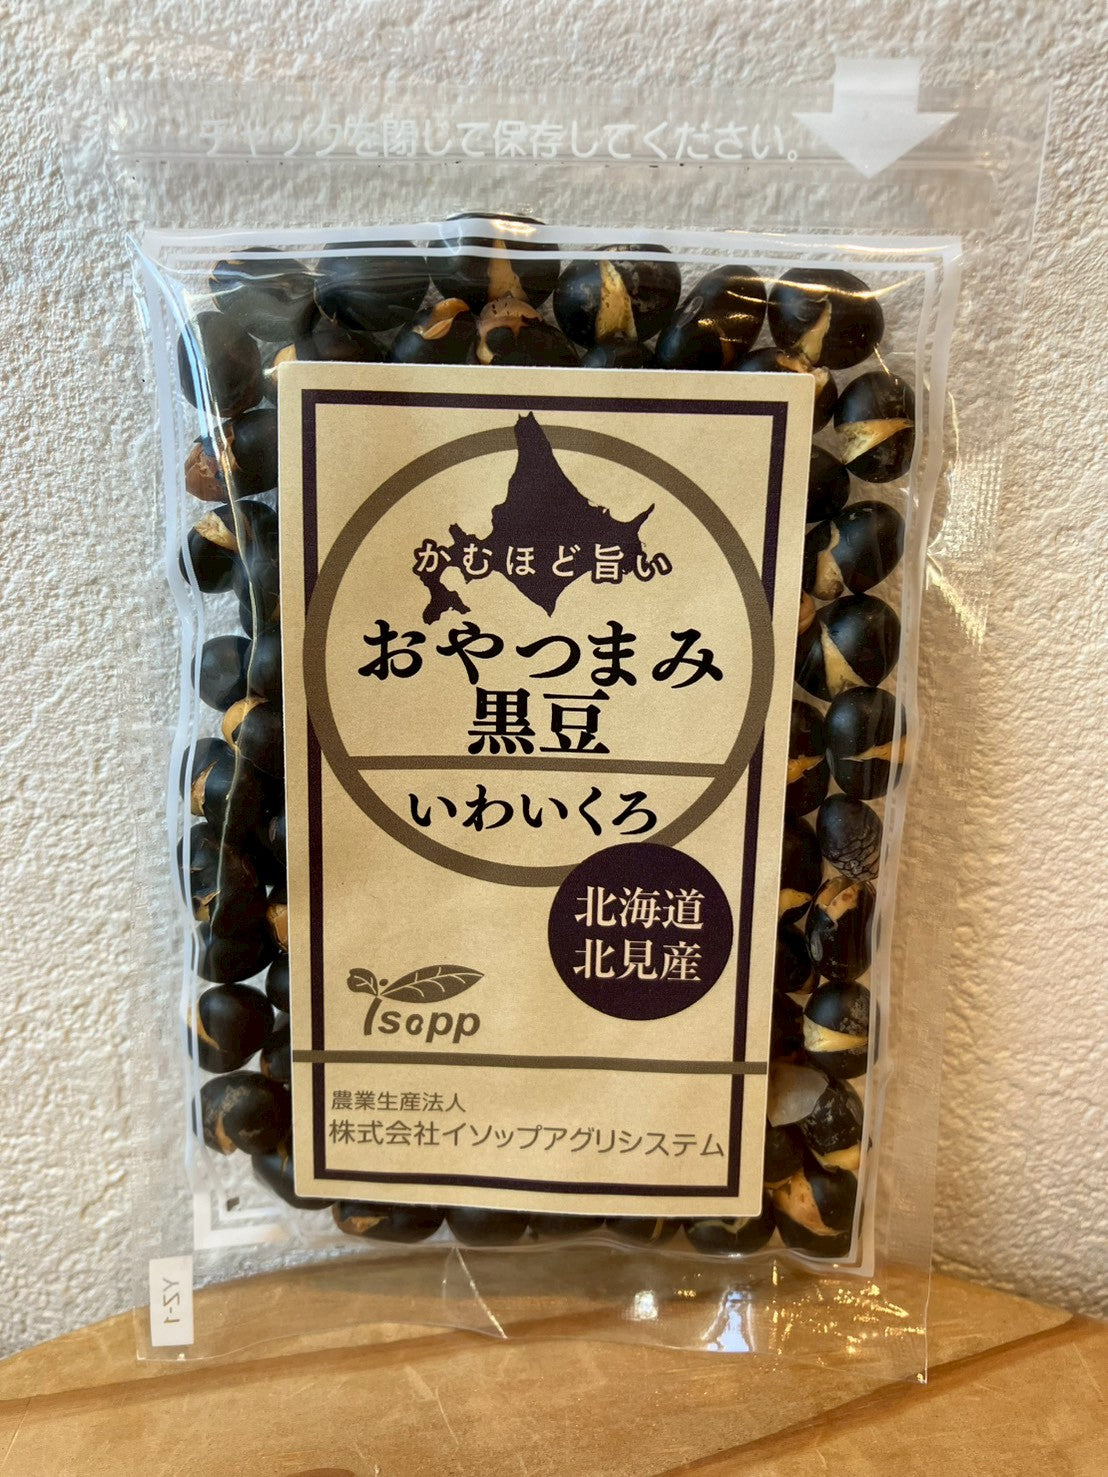 チャックを閉じて保存してください。
かむほど旨い
おやつまみ
黒豆
いわいくろ
北海道
北見産
Isopp
農業生産法人
株式会社イソップアグリシステム
YZ-1